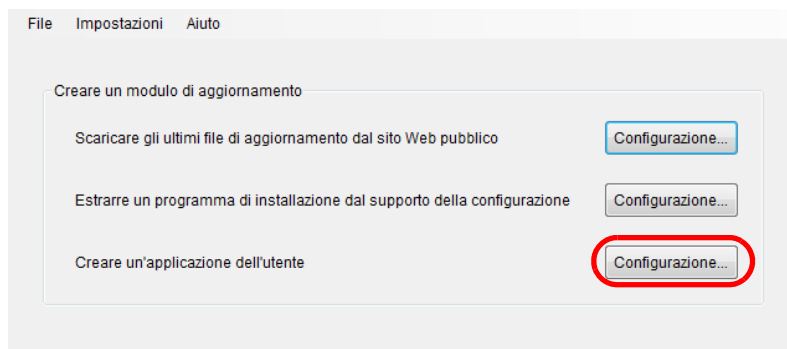 File Impostazioni Aiuto
Creare un modulo di aggiornamento
Scaricare gli ultimi file di aggiornamento dal sito Web pubblico Configurazione...
Estrarre un programma di installazione dal supporto della configurazione Configurazione...
Creare un'applicazione dell'utente Configurazione...